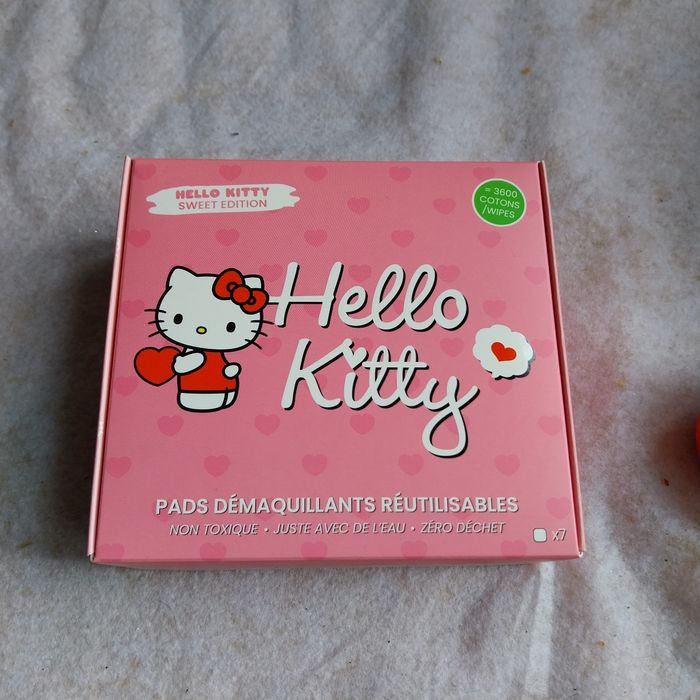 HELLO KITTY
SWEET EDITION
= 3600
COTONS
/WIPES
Hello
Kitty
PADS DÉMAQUILLANTS RÉUTILISABLES
NON TOXIQUE • JUSTE AVEC DE L'EAU • ZÉRO DÉCHET
x7